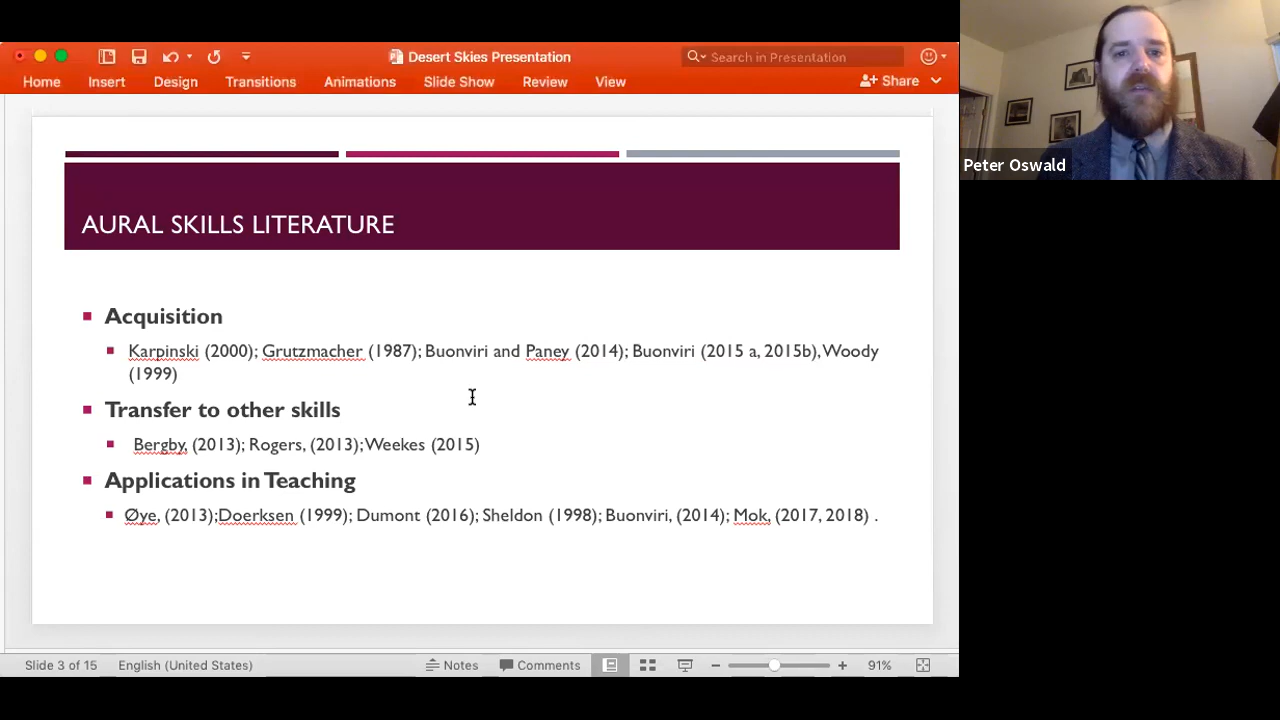 Desert Skies Presentation
Search in Presentation
Home Insert Design Transitions Animations Slide Show Review View Share
Peter Oswald
AURAL SKILLS LITERATURE
Acquisition
Karpinski (2000); Grutzmacher (1987); Buonviri and Paney (2014); Buonviri (2015 a, 2015b), Woody
(1999)
Transfer to other skills
Bergby, (2013); Rogers, (2013); Weekes (2015)
Applications in Teaching
Øye, (2013);Doerksen (1999); Dumont (2016); Sheldon (1998); Buonviri, (2014); Mok, (2017, 2018) .
Slide 3 of 15 English (United States) Notes Comments 91%